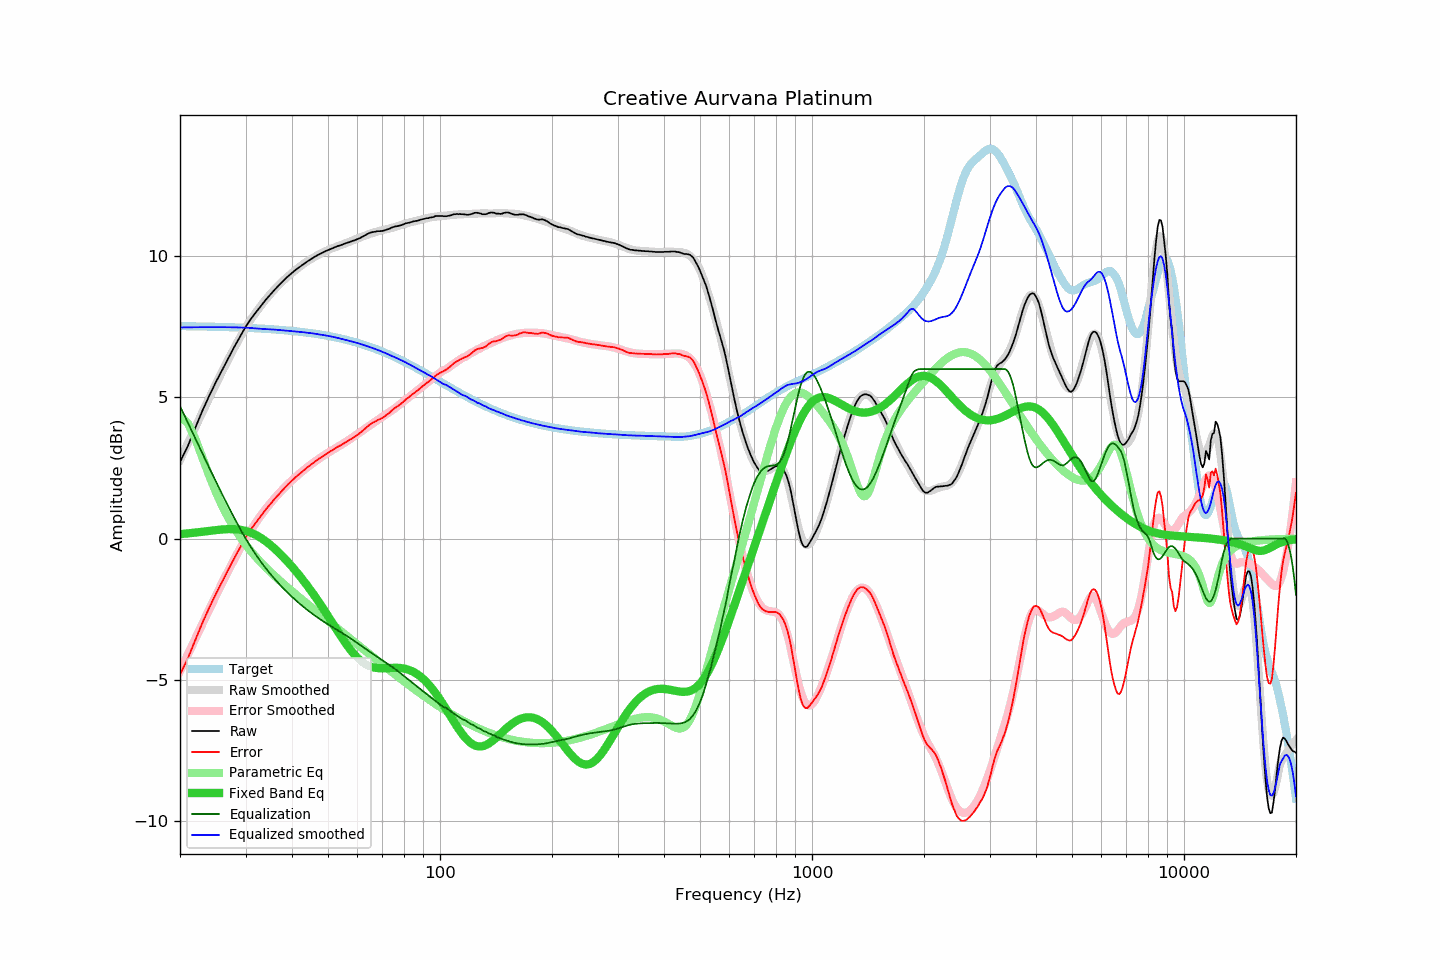 Creative Aurvana Platinum
Amplitude (dBr)
10
5
0
−5
−10
Target
Raw Smoothed
Error Smoothed
Raw
Error
Parametric Eq
Fixed Band Eq
Equalization
Equalized smoothed
100
1000
10000
Frequency (Hz)